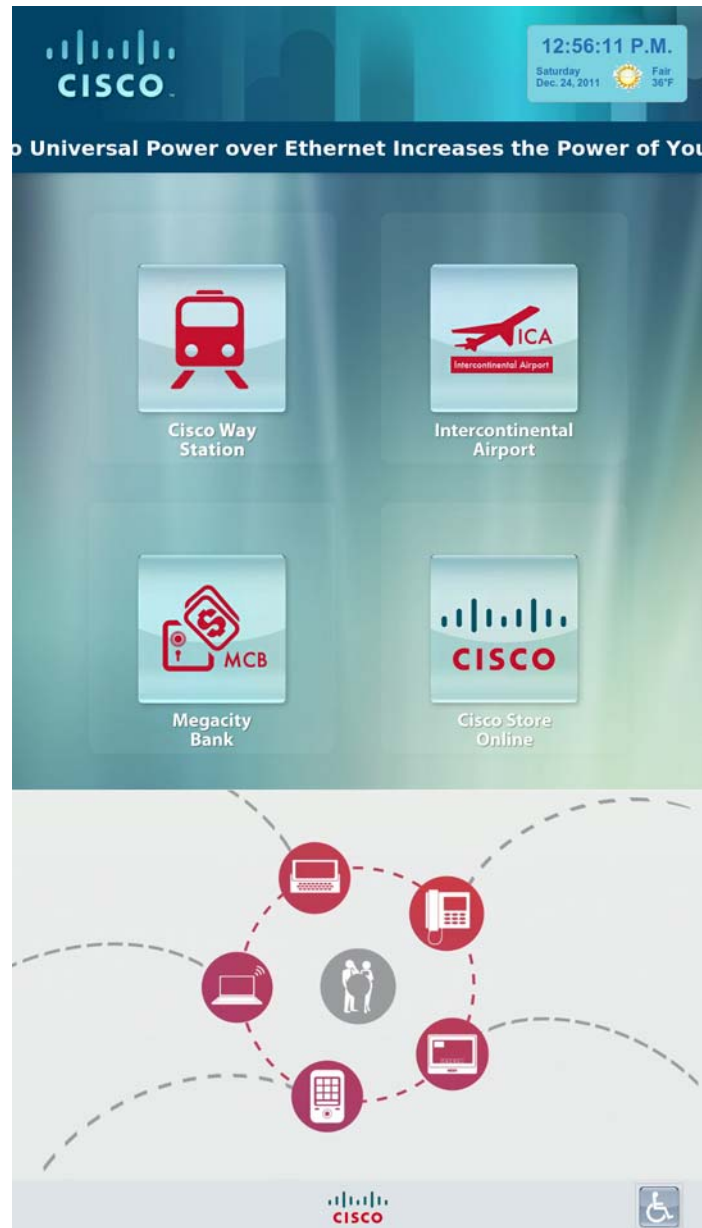 CISCO
12:56:11 P.M.
Saturday
Dec. 24, 2011
Fair
36°F
o Universal Power over Ethernet Increases the Power of You
ICA
Intercontinental Airport
Cisco Way
Station
Intercontinental
Airport
MCB
CISCO
Megacity
Bank
Cisco Store
Online
CISCO